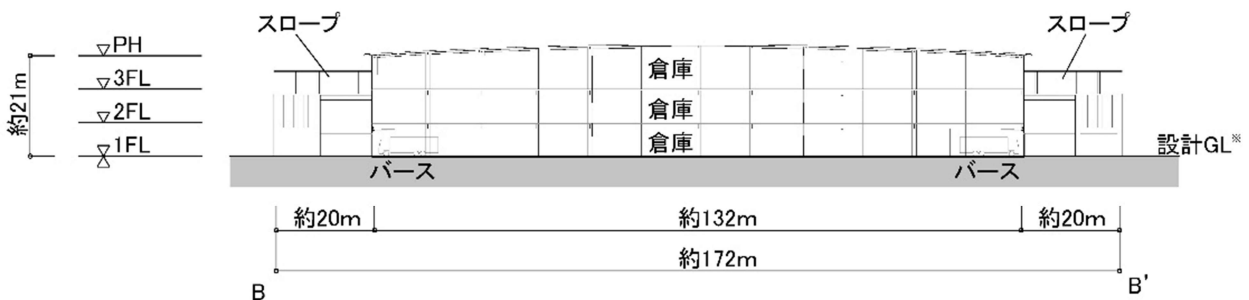 スロープ
スロープ
PH
3FL
2FL
1FL
約21m
倉庫
倉庫
倉庫
設計GL※
バース
バース
約20m
約132m
約20m
約172m
B
B'